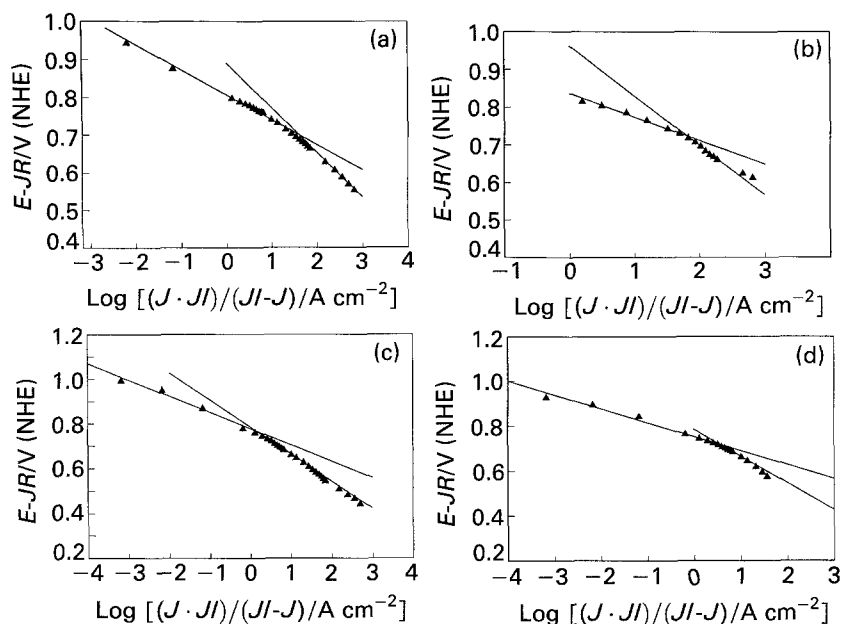 (a)
1.0
0.9
0.8
0.7
0.6
0.5
0.4
E-JR/V (NHE)
−3 −2 −1 0 1 2 3 4
Log [(J · Jl)/(Jl-J)/A cm⁻²]
(b)
1.0
0.9
0.8
0.7
0.6
0.5
0.4
E-JR/V (NHE)
−1 0 1 2 3
Log [(J · Jl)/(Jl-J)/A cm⁻²]
(c)
1.2
1.0
0.8
0.6
0.4
0.2
E-JR/V (NHE)
−4 −3 −2 −1 0 1 2 3 4
Log [(J · Jl)/(Jl-J)/A cm⁻²]
(d)
1.2
1.0
0.8
0.6
0.4
0.2
E-JR/V (NHE)
−4 −3 −2 −1 0 1 2 3
Log [(J · Jl)/(Jl-J)/A cm⁻²]